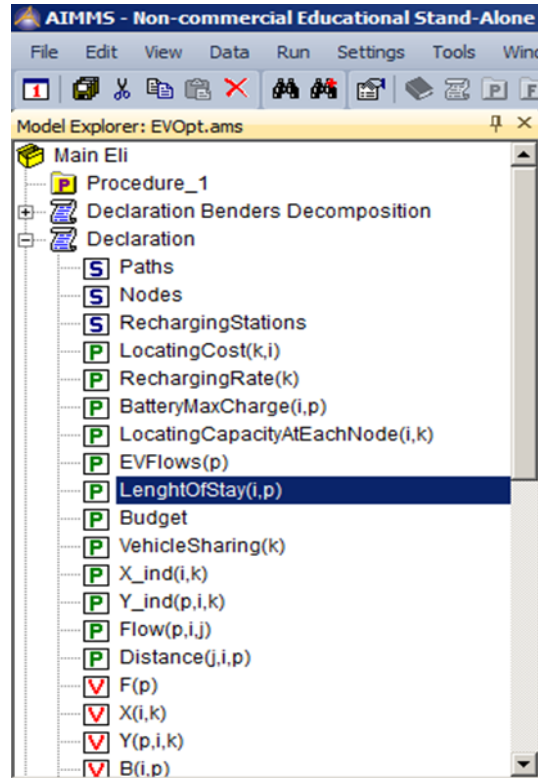 AIMMS - Non-commercial Educational Stand-Alone
File Edit View Data Run Settings Tools Wind
1 P F
Model Explorer: EVOpt.ams
Main Eli
P Procedure_1
Declaration Benders Decomposition
Declaration
S Paths
S Nodes
S RechargingStations
P LocatingCost(k,i)
P RechargingRate(k)
P BatteryMaxCharge(i,p)
P LocatingCapacityAtEachNode(i,k)
P EVFlows(p)
P LenghtOfStay(i,p)
P Budget
P VehicleSharing(k)
P X_ind(i,k)
P Y_ind(p,i,k)
P Flow(p,i,j)
P Distance(j,i,p)
V F(p)
V X(i,k)
V Y(p,i,k)
V B(i,p)